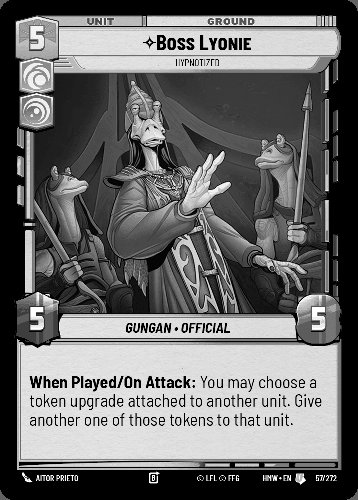 UNIT GROUND
5
Boss Lyonie
HYPNOTIZED
5 5
GUNGAN • OFFICIAL
When Played/On Attack: You may choose a
token upgrade attached to another unit. Give
another one of those tokens to that unit.
AITOR PRIETO © LFL © FFG HMW • EN 57/272